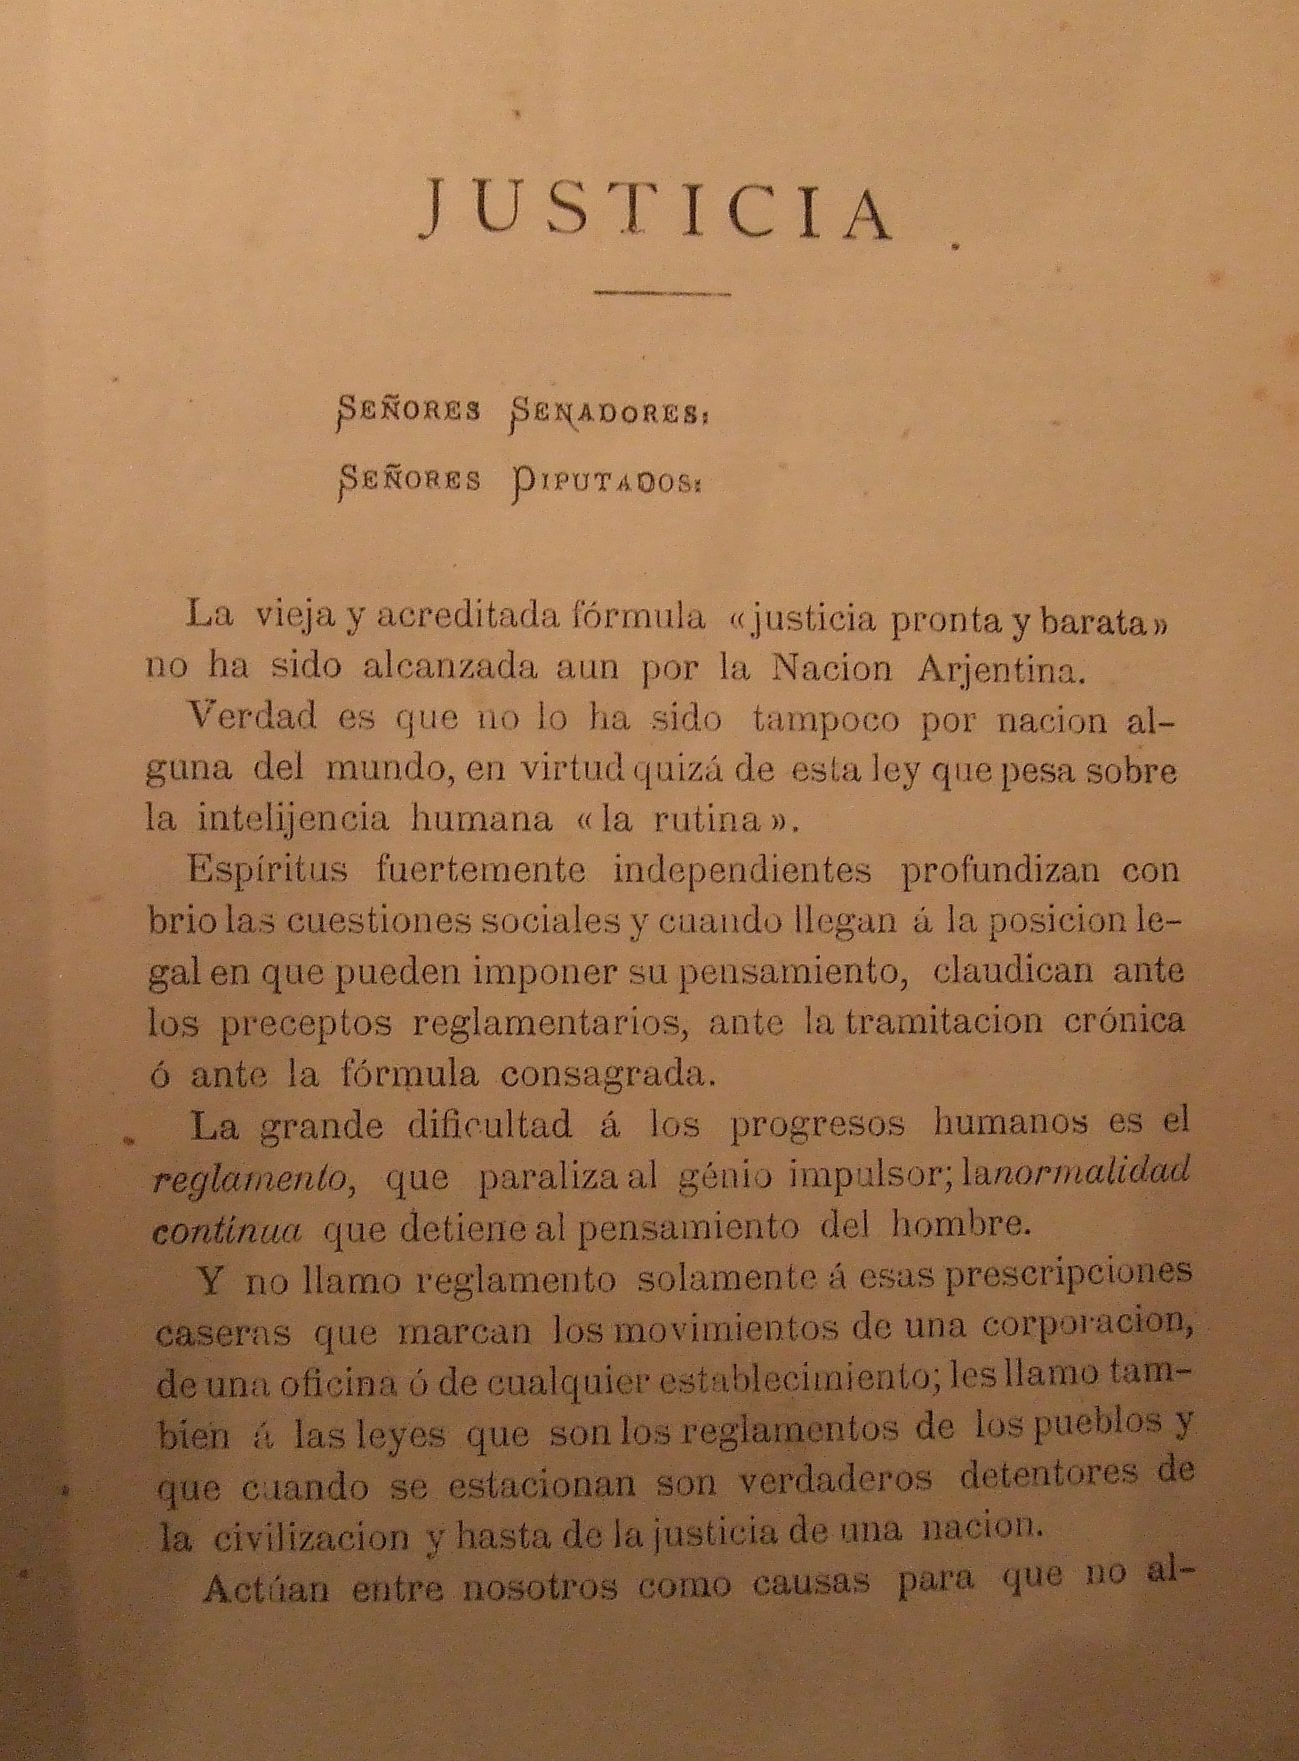 JUSTICIA
SEÑORES SENADORES:
SEÑORES DIPUTADOS:
La vieja y acreditada fórmula «justicia pronta y barata»
no ha sido alcanzada aun por la Nacion Arjentina.
Verdad es que no lo ha sido tampoco por nacion al-
guna del mundo, en virtud quizá de esta ley que pesa sobre
la intelijencia humana «la rutina».
Espíritus fuertemente independientes profundizan con
brio las cuestiones sociales y cuando llegan á la posicion le-
gal en que pueden imponer su pensamiento, claudican ante
los preceptos reglamentarios, ante la tramitacion crónica
ó ante la fórmula consagrada.
La grande dificultad á los progresos humanos es el
reglamento, que paraliza al génio impulsor; la normalidad
contínua que detiene al pensamiento del hombre.
Y no llamo reglamento solamente á esas prescripciones
caseras que marcan los movimientos de una corporacion,
de una oficina ó de cualquier establecimiento; les llamo tam-
bien á las leyes que son los reglamentos de los pueblos y
que cuando se estacionan son verdaderos detentores de
la civilizacion y hasta de la justicia de una nacion.
Actúan entre nosotros como causas para que no al-